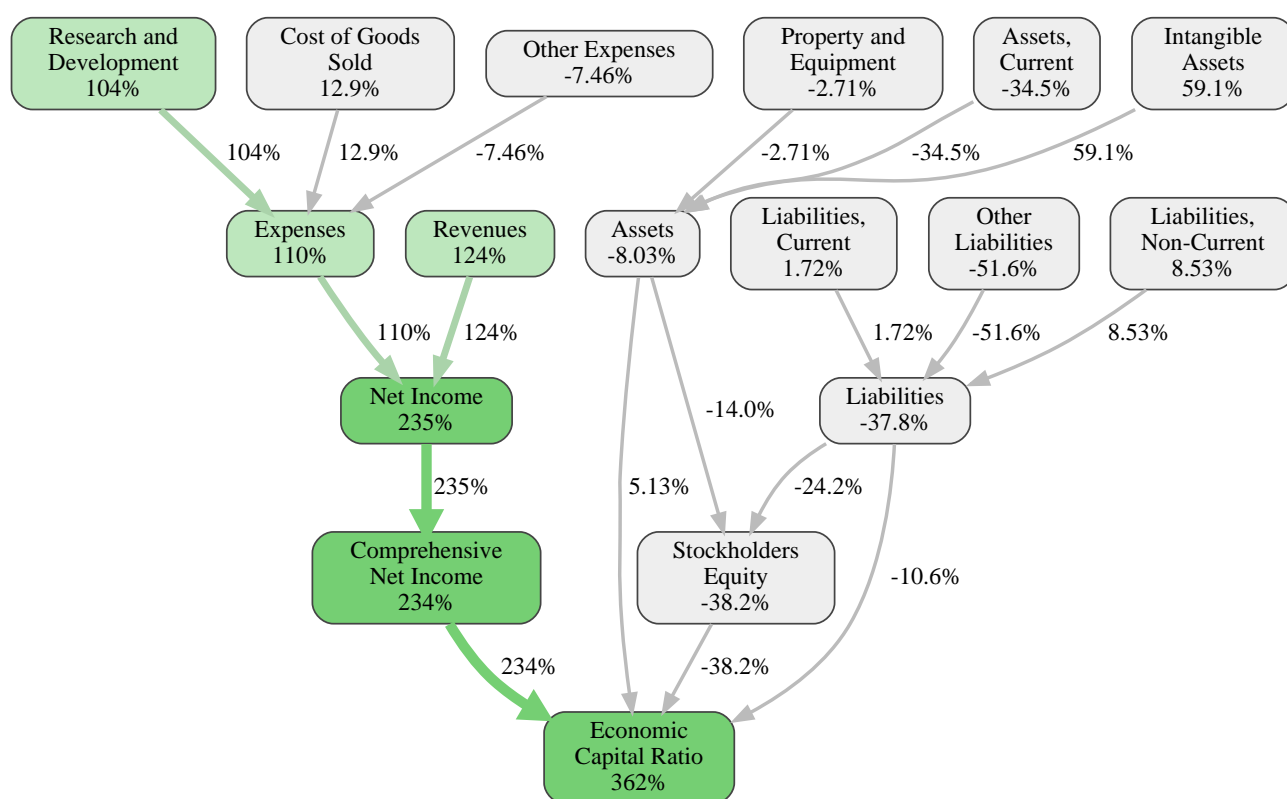 Research and
Development
104%
Cost of Goods
Sold
12.9%
Other Expenses
-7.46%
Property and
Equipment
-2.71%
Assets,
Current
-34.5%
Intangible
Assets
59.1%
104%
12.9%
-7.46%
-2.71%
-34.5%
59.1%
Expenses
110%
Revenues
124%
Assets
-8.03%
Liabilities,
Current
1.72%
Other
Liabilities
-51.6%
Liabilities,
Non-Current
8.53%
110%
124%
1.72%
-51.6%
8.53%
Net Income
235%
-14.0%
Liabilities
-37.8%
235%
5.13%
-24.2%
Comprehensive
Net Income
234%
Stockholders
Equity
-38.2%
-10.6%
234%
-38.2%
Economic
Capital Ratio
362%